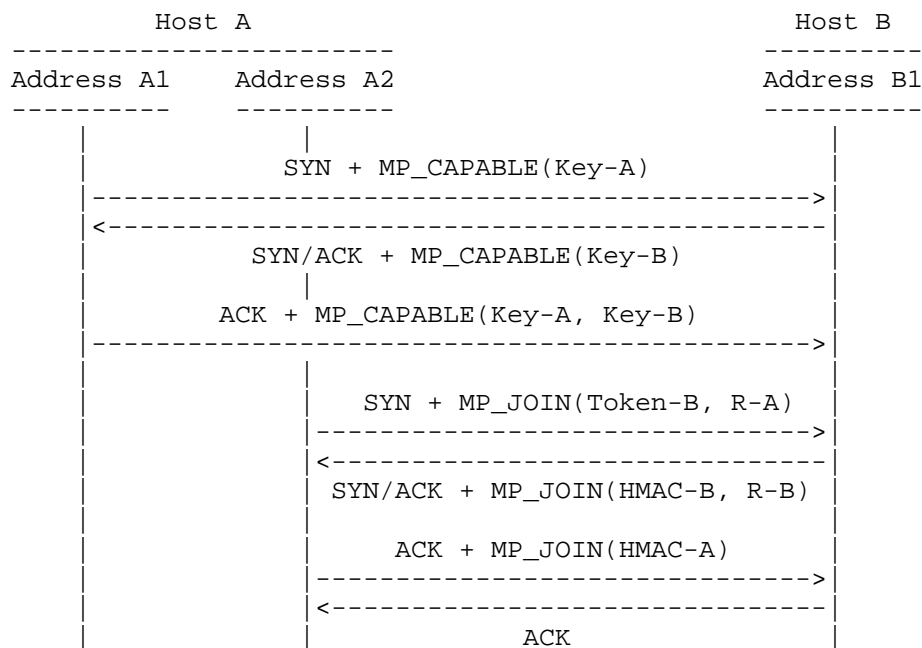 Host A                                  Host B
------------------------                       ----------
Address A1    Address A2                       Address B1
----------    ----------                       ----------
    |             |                                |
    |            SYN + MP_CAPABLE(Key-A)           |
    |--------------------------------------------->|
    |<---------------------------------------------|
    |          SYN/ACK + MP_CAPABLE(Key-B)         |
    |             |                                |
    |        ACK + MP_CAPABLE(Key-A, Key-B)        |
    |--------------------------------------------->|
    |             |                                |
    |             |   SYN + MP_JOIN(Token-B, R-A)  |
    |             |------------------------------->|
    |             |<-------------------------------|
    |             | SYN/ACK + MP_JOIN(HMAC-B, R-B) |
    |             |                                |
    |             |     ACK + MP_JOIN(HMAC-A)      |
    |             |------------------------------->|
    |             |<-------------------------------|
    |             |             ACK                |